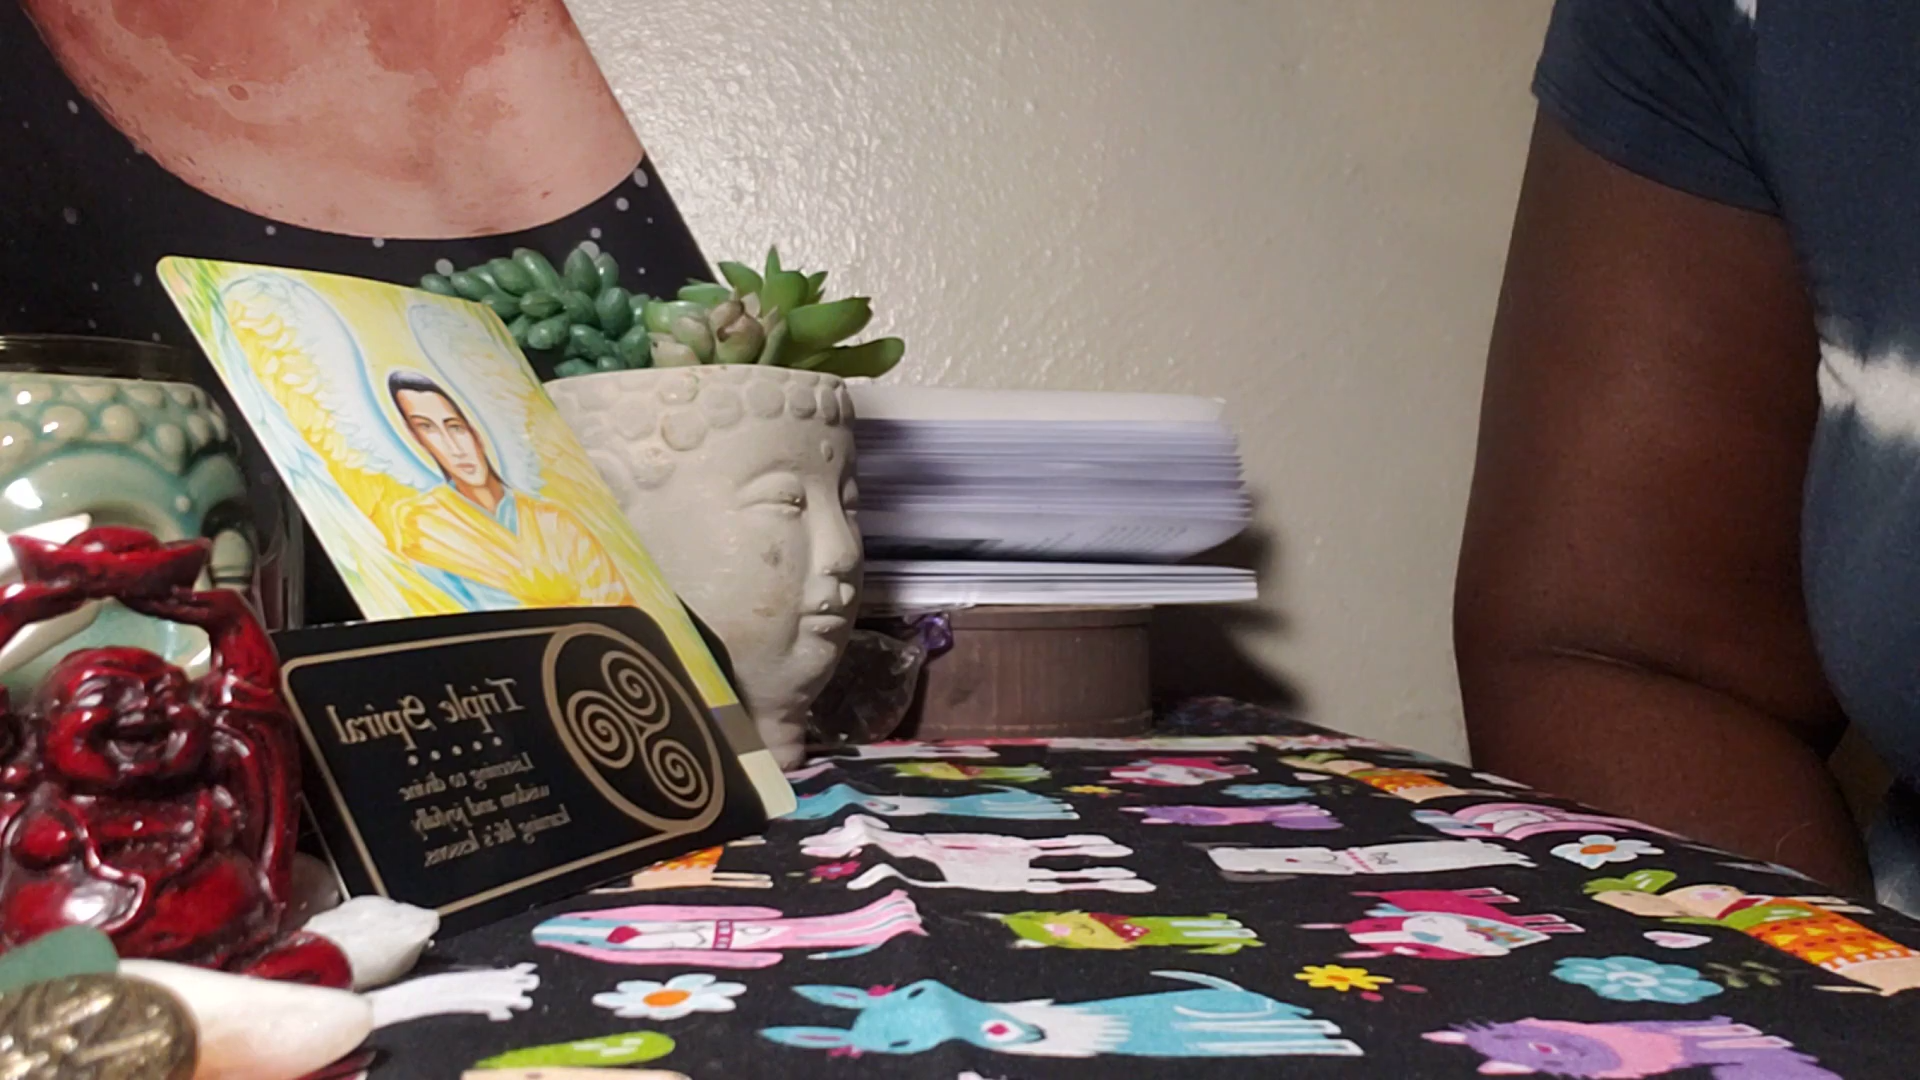 Triple Spiral
Listening to divine
wisdom and joyfully
learning life's lessons.